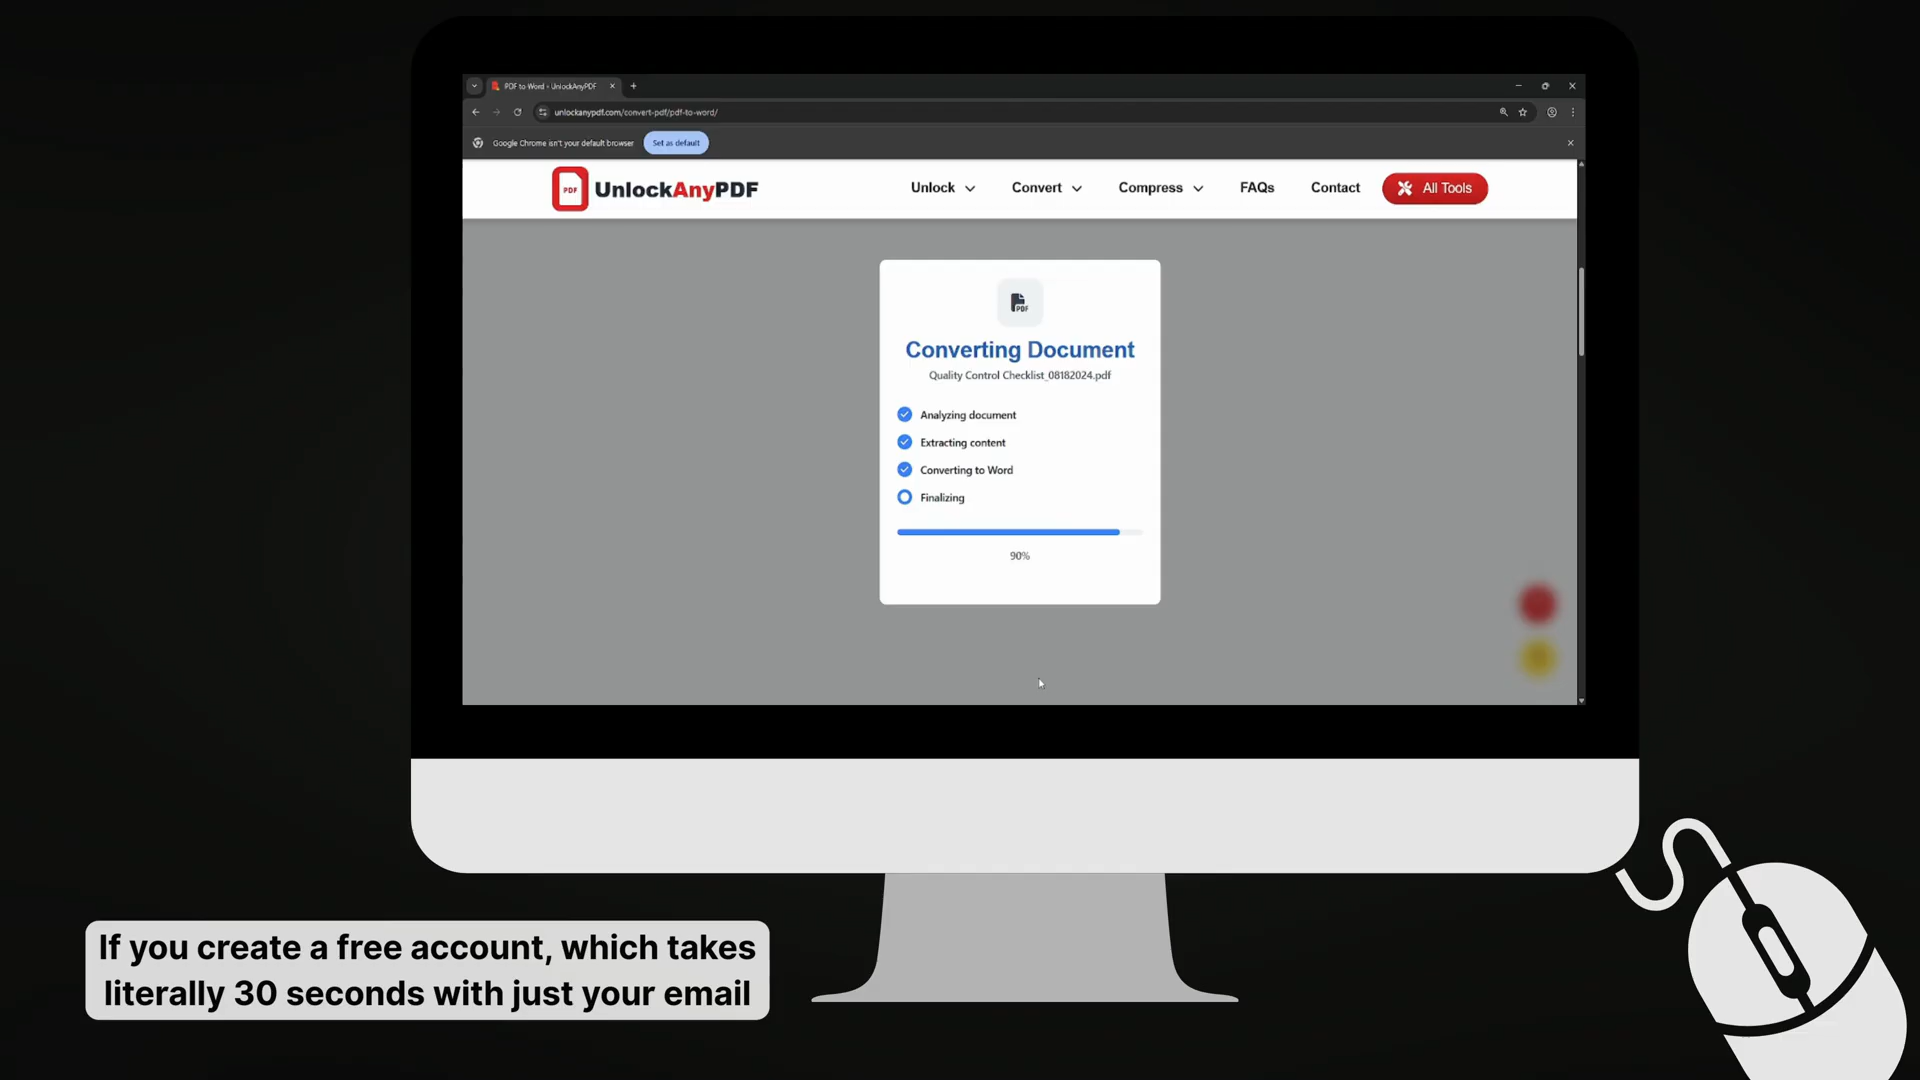 PDF to Word - UnlockAnyPDF
unlockanypdf.com/convert-pdf/pdf-to-word/
Google Chrome isn't your default browser
Set as default
PDF
UnlockAnyPDF
Unlock
Convert
Compress
FAQs
Contact
All Tools
PDF
Converting Document
Quality Control Checklist_08182024.pdf
Analyzing document
Extracting content
Converting to Word
Finalizing
90%
If you create a free account, which takes
literally 30 seconds with just your email